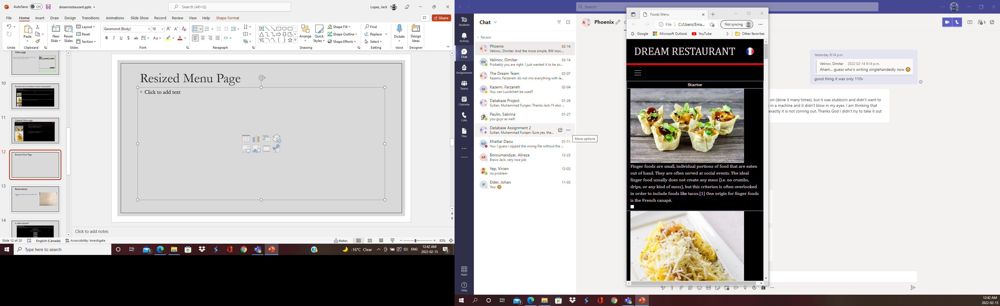 AutoSave Off dreamrestaurant.pptx Search (Alt+Q) Lopes, Jack
File Home Insert Draw Design Transitions Animations Slide Show Record Review View Help Shape Format Share
Undo
Paste
Clipboard
New Slide
Reuse Slides
Layout
Reset
Section
Slides
Garamond (Body) 18
B I U S ab AV Aa A
Font
Paragraph
Arrange
Quick Styles
Shape Fill
Shape Outline
Shape Effects
Drawing
Find
Replace
Select
Editing
Dictate
Voice
Design Ideas
Designer
Menu page
10
11
Updated Menu page
12
Resized Menu Page
13
Reservations
14
A table anyone?
Resized Menu Page
Click to add text
Click to add notes
Slide 12 of 20 English (Canada) Accessibility: Investigate Notes 83%
Type here to search
-16°C Clear ENG 12:42 AM
2022-02-15
5
Search
Students
Activity
Chat
Assignments
Teams
Calendar
Calls
Files
Apps
Help
Chat
Recent
Phoenix 02-14
Velinov, Dimitar: And the more simple, BW moc...
Velinov, Dimitar 02-14
Probably you are right. I just wanted it to be so...
The Dream Team 02-07
Kazemi, Farzaneh: do not mix everything with la...
Kazemi, Farzaneh 02-04
You: can Lucidchart be used?
Database Project 01-29
Sultan, Muhammad Furqan: Thanks Jack I'll also ...
Paulin, Sabrina 01-27
you guys as well!
Database Assignment 2
Sultan, Muhammad Furqan: Sure yes, tha...
More options
Khattar Daou 01-11
You: i guess i zipped the wrong file without the ...
Boroumandyar, Alireza 12-23
Bravo Jack. very nice job
Yep, Vivien 12-03
no problem
Elder, Johan 11-03
You:
Phoenix
5
Foods Menu
File C:/Users/Ema... Not syncing
Google Microsoft Outlook YouTube Other favorites
DREAM RESTAURANT
Starter
Finger foods are small, individual portions of food that are eaten
out of hand. They are often served at social events. The ideal
finger food usually does not create any mess (i.e. no crumbs,
drips, or any kind of mess), but this criterion is often overlooked
in order to include foods like tacos.[1] One origin for finger foods
is the French canapé.
Yesterday 9:14 p.m.
Velinov, Dimitar 2022-02-14 9:14 p.m.
Aham... guess who's writing singlehandedly now
good thing it was only 110v
on (done it many times), but it was stubborn and didn't want to
in a machine and it didn't blow in my eyes. I am thinking that
exactly it is not coming out. Thanks God I didn't try to take it out
GIF
12:42 AM
2022-02-15